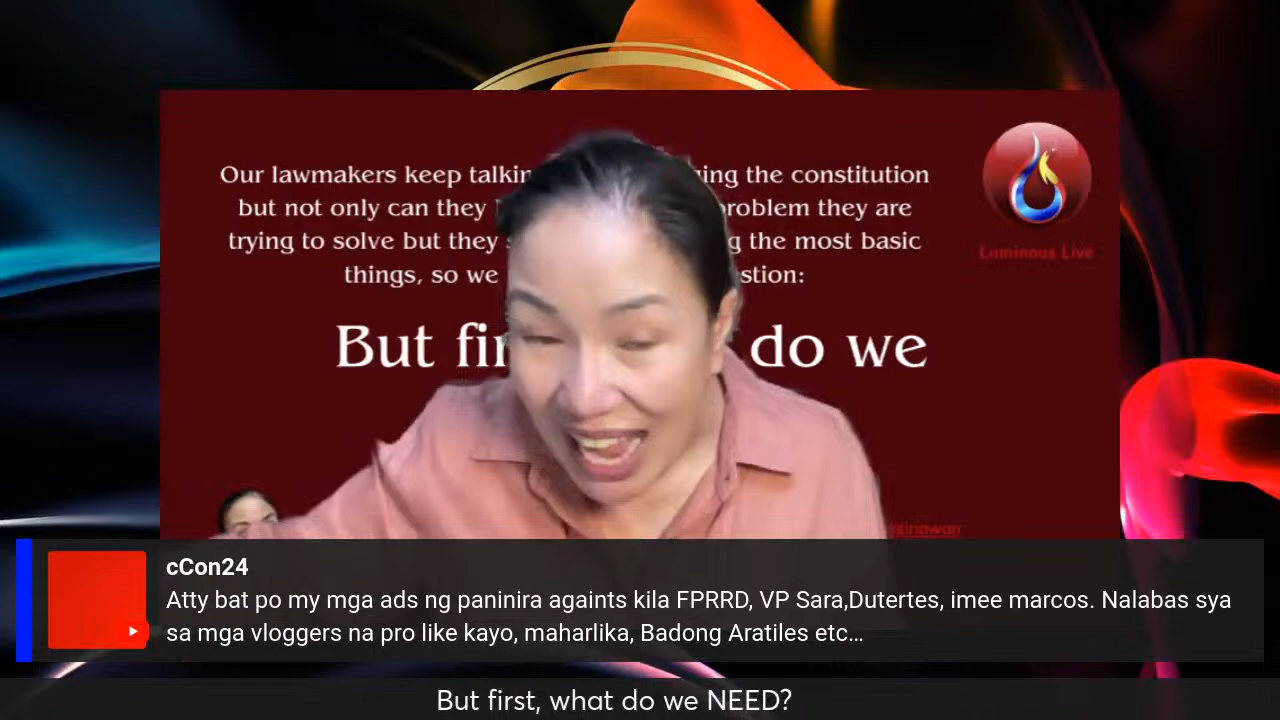 Our lawmakers keep talkin ing the constitution
but not only can they problem they are
trying to solve but they s g the most basic
things, so we stion:
But fir do we
Luminous Live
cCon24
Atty bat po my mga ads ng paninira againts kila FPRRD, VP Sara,Dutertes, imee marcos. Nalabas sya
sa mga vloggers na pro like kayo, maharlika, Badong Aratiles etc...
But first, what do we NEED?